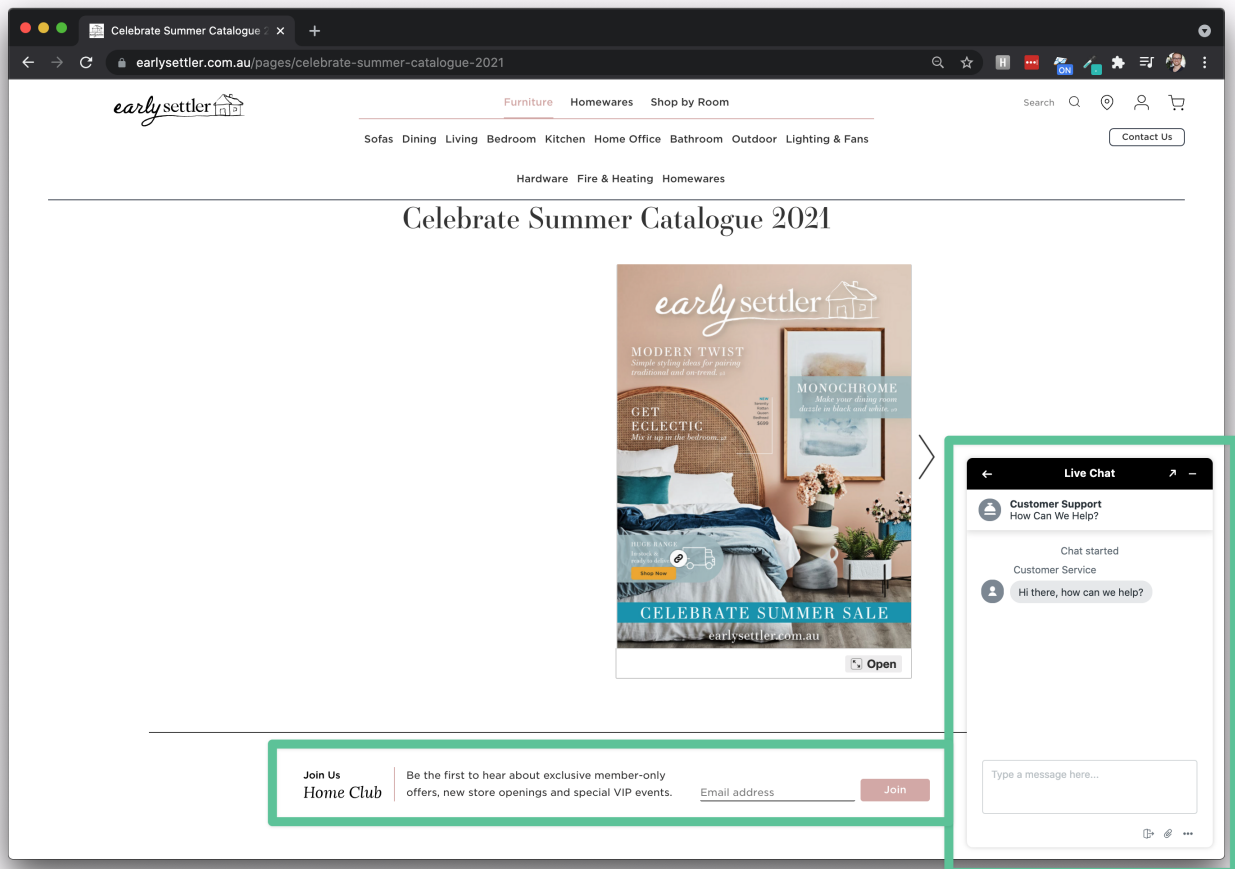 Celebrate Summer Catalogue 2
earlysettler.com.au/pages/celebrate-summer-catalogue-2021
ON
early settler
Furniture Homewares Shop by Room
Search
Sofas Dining Living Bedroom Kitchen Home Office Bathroom Outdoor Lighting & Fans
Contact Us
Hardware Fire & Heating Homewares
Celebrate Summer Catalogue 2021
early settler
MODERN TWIST
Simple styling ideas for pairing
traditional and on-trend.
MONOCHROME
Make your dining room
dazzle in black and white.
GET
ECLECTIC
Mix it up in the bedroom.
HUGE RANGE
Shop Now
CELEBRATE SUMMER SALE
earlysettler.com.au
Open
Live Chat
Customer Support
How Can We Help?
Chat started
Customer Service
Hi there, how can we help?
Type a message here...
Join Us
Home Club
Be the first to hear about exclusive member-only
offers, new store openings and special VIP events.
Email address
Join